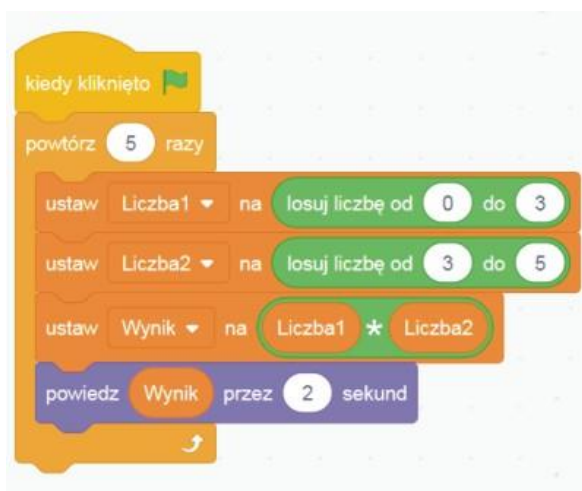 kiedy kliknięto
powtórz 5 razy
ustaw Liczba1 na losuj liczbę od 0 do 3
ustaw Liczba2 na losuj liczbę od 3 do 5
ustaw Wynik na Liczba1 * Liczba2
powiedz Wynik przez 2 sekund